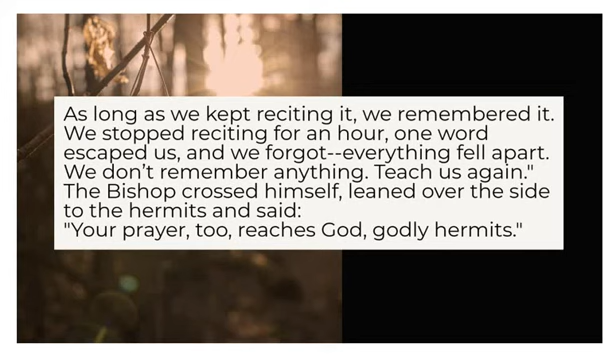 As long as we kept reciting it, we remembered it.
We stopped reciting for an hour, one word
escaped us, and we forgot--everything fell apart.
We don't remember anything. Teach us again."
The Bishop crossed himself, leaned over the side
to the hermits and said:
"Your prayer, too, reaches God, godly hermits."